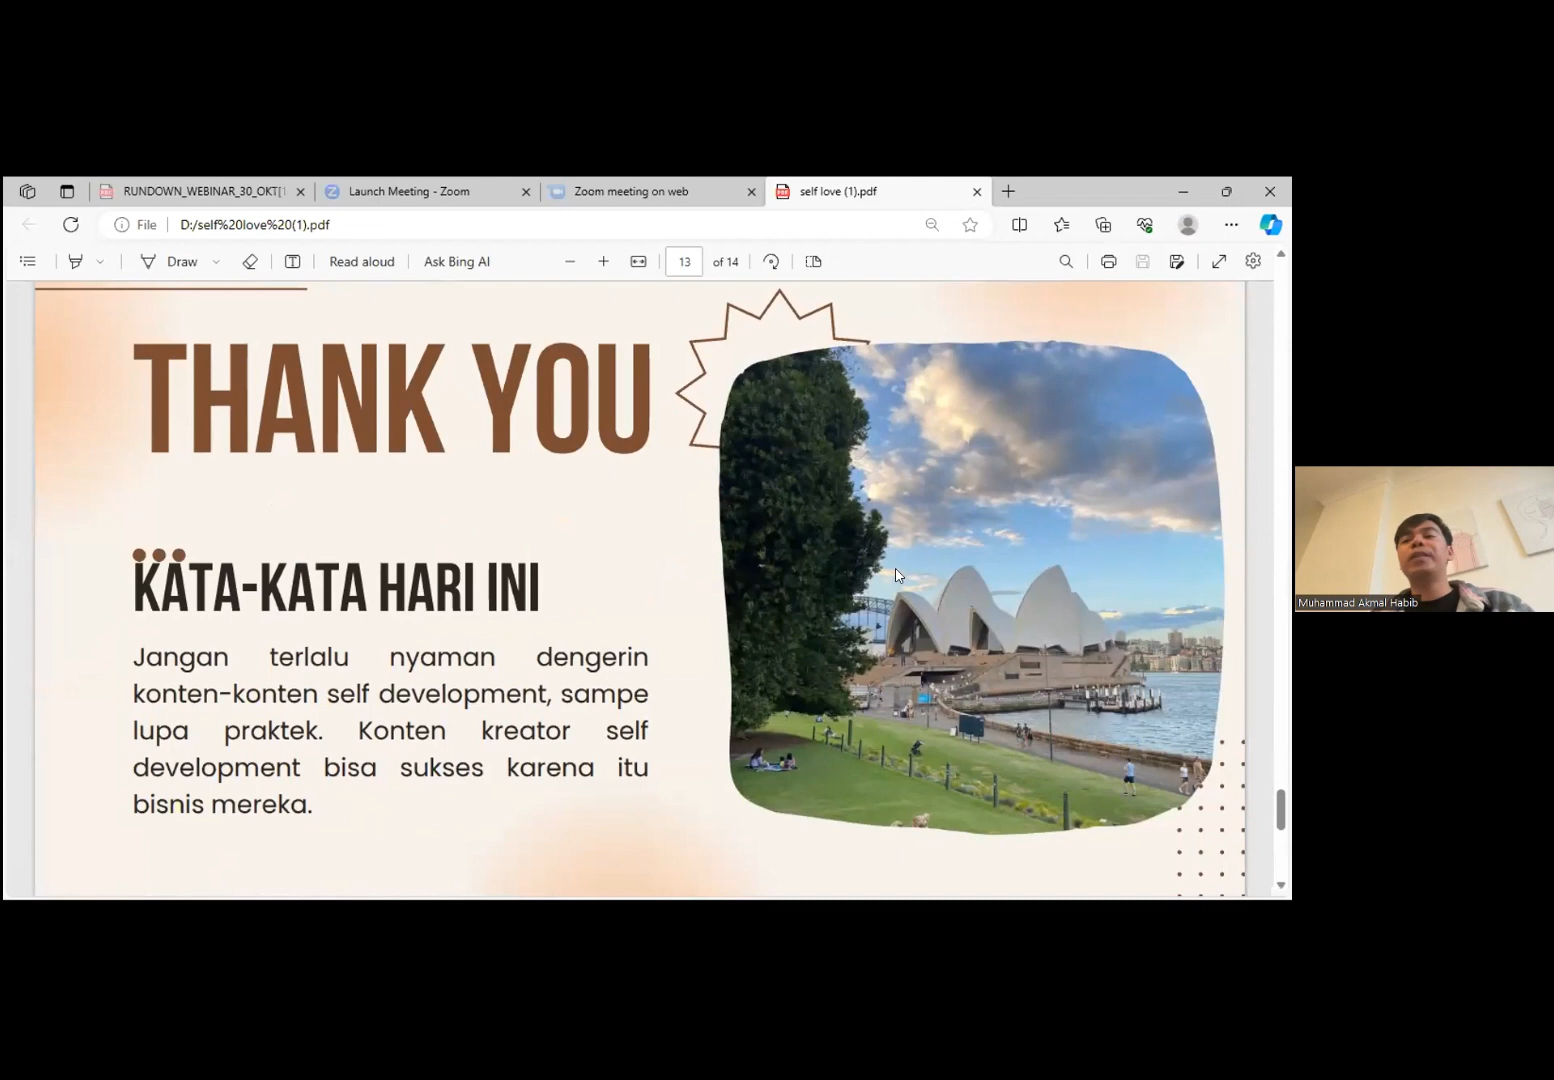 RUNDOWN_WEBINAR_30_OKT[1
Launch Meeting - Zoom
Zoom meeting on web
self love (1).pdf
File
D:/self%20love%20(1).pdf
Draw
Read aloud
Ask Bing AI
13
of 14
THANK YOU
KATA-KATA HARI INI
Jangan terlalu nyaman dengerin
konten-konten self development, sampe
lupa praktek. Konten kreator self
development bisa sukses karena itu
bisnis mereka.
Muhammad Akmal Habib